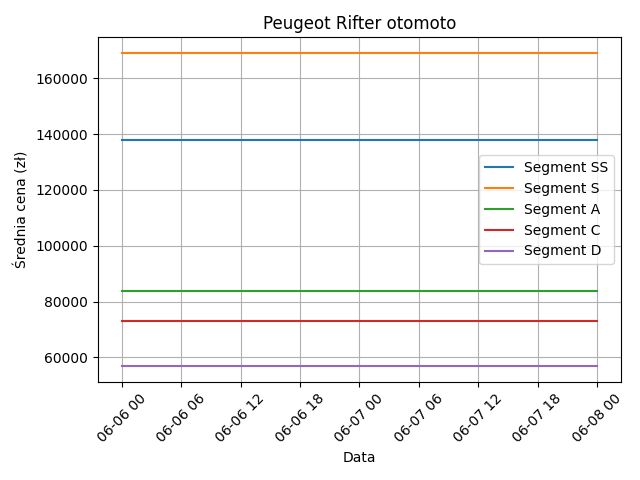 Peugeot Rifter otomoto
Średnia cena (zł)
160000
140000
120000
100000
80000
60000
Segment SS
Segment S
Segment A
Segment C
Segment D
06-06 00
06-06 06
06-06 12
06-06 18
06-07 00
06-07 06
06-07 12
06-07 18
06-08 00
Data